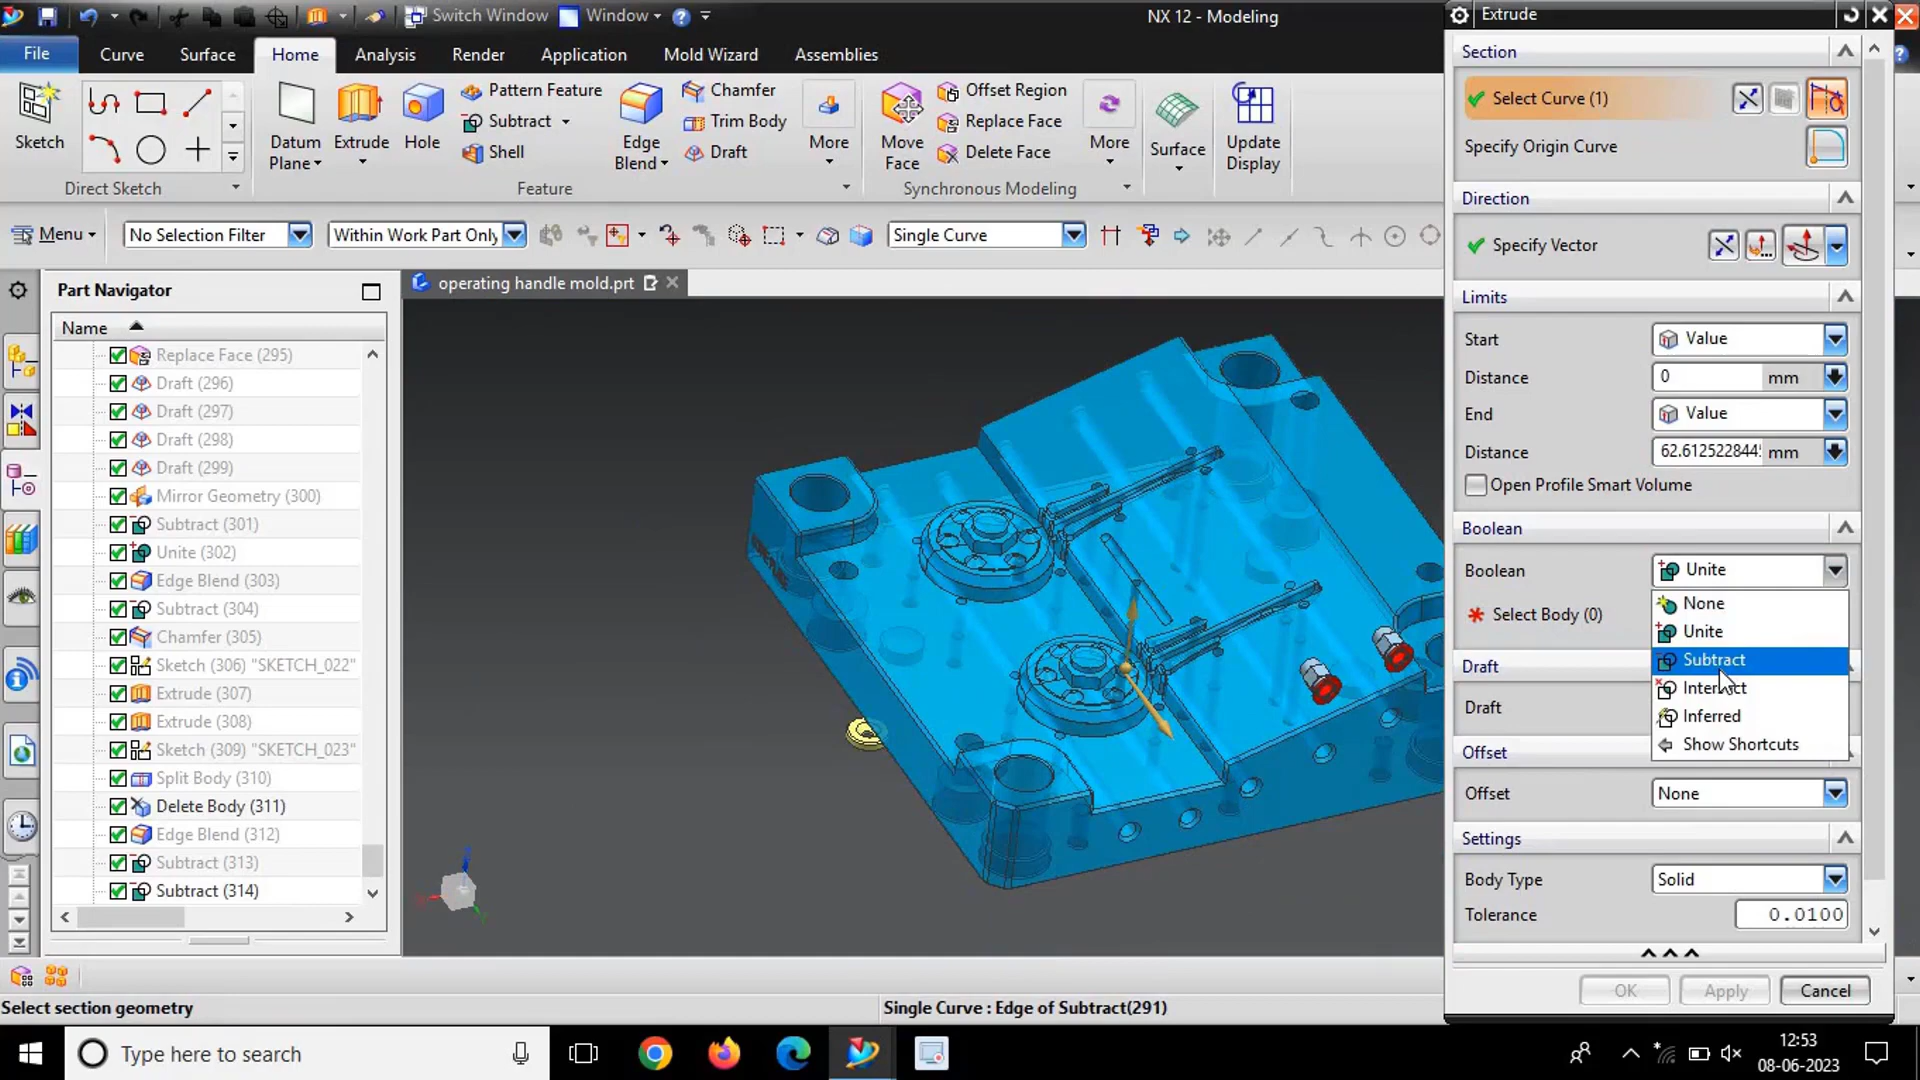 Switch Window
Window
NX 12 - Modeling
Extrude
File
Curve
Surface
Home
Analysis
Render
Application
Mold Wizard
Assemblies
Sketch
Direct Sketch
Datum
Plane
Extrude
Hole
Pattern Feature
Subtract
Shell
Edge
Blend
Chamfer
Trim Body
Draft
More
Feature
Move
Face
Offset Region
Replace Face
Delete Face
More
Synchronous Modeling
Surface
Update
Display
Menu
No Selection Filter
Within Work Part Only
Single Curve
Part Navigator
operating handle mold.prt
Name
Replace Face (295)
Draft (296)
Draft (297)
Draft (298)
Draft (299)
Mirror Geometry (300)
Subtract (301)
Unite (302)
Edge Blend (303)
Subtract (304)
Chamfer (305)
Sketch (306) "SKETCH_022"
Extrude (307)
Extrude (308)
Sketch (309) "SKETCH_023"
Split Body (310)
Delete Body (311)
Edge Blend (312)
Subtract (313)
Subtract (314)
Section
Select Curve (1)
Specify Origin Curve
Direction
Specify Vector
Limits
Start
Value
Distance
0 mm
End
Value
Distance
62.6125228445 mm
Open Profile Smart Volume
Boolean
Boolean
Unite
None
Select Body (0)
Unite
Subtract
Draft
Intersect
Draft
Inferred
Show Shortcuts
Offset
Offset
None
Settings
Body Type
Solid
Tolerance
0.0100
OK
Apply
Cancel
Select section geometry
Single Curve : Edge of Subtract(291)
Type here to search
12:53
08-06-2023